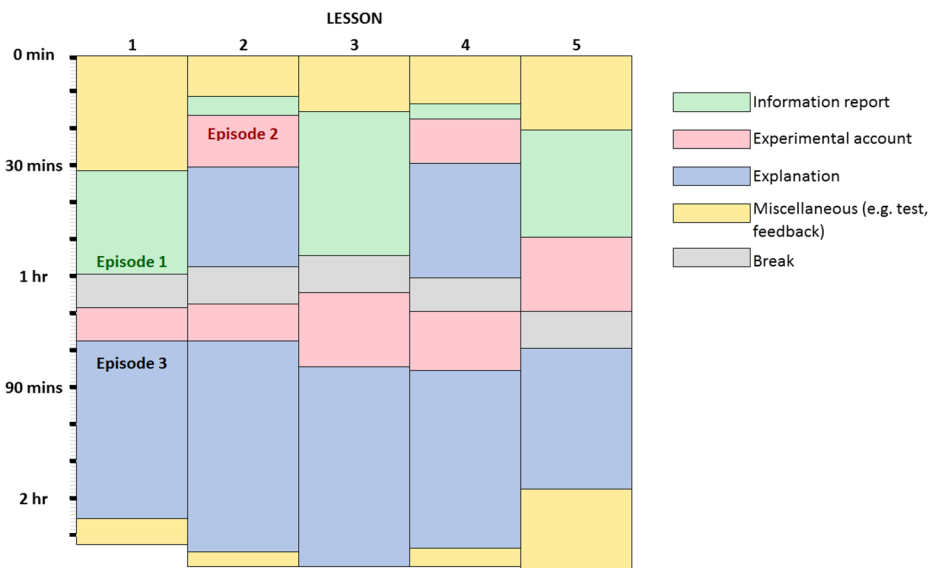 LESSON
1 2 3 4 5
0 min
Episode 2
30 mins
Episode 1
1 hr
Episode 3
90 mins
2 hr
Information report
Experimental account
Explanation
Miscellaneous (e.g. test,
feedback)
Break